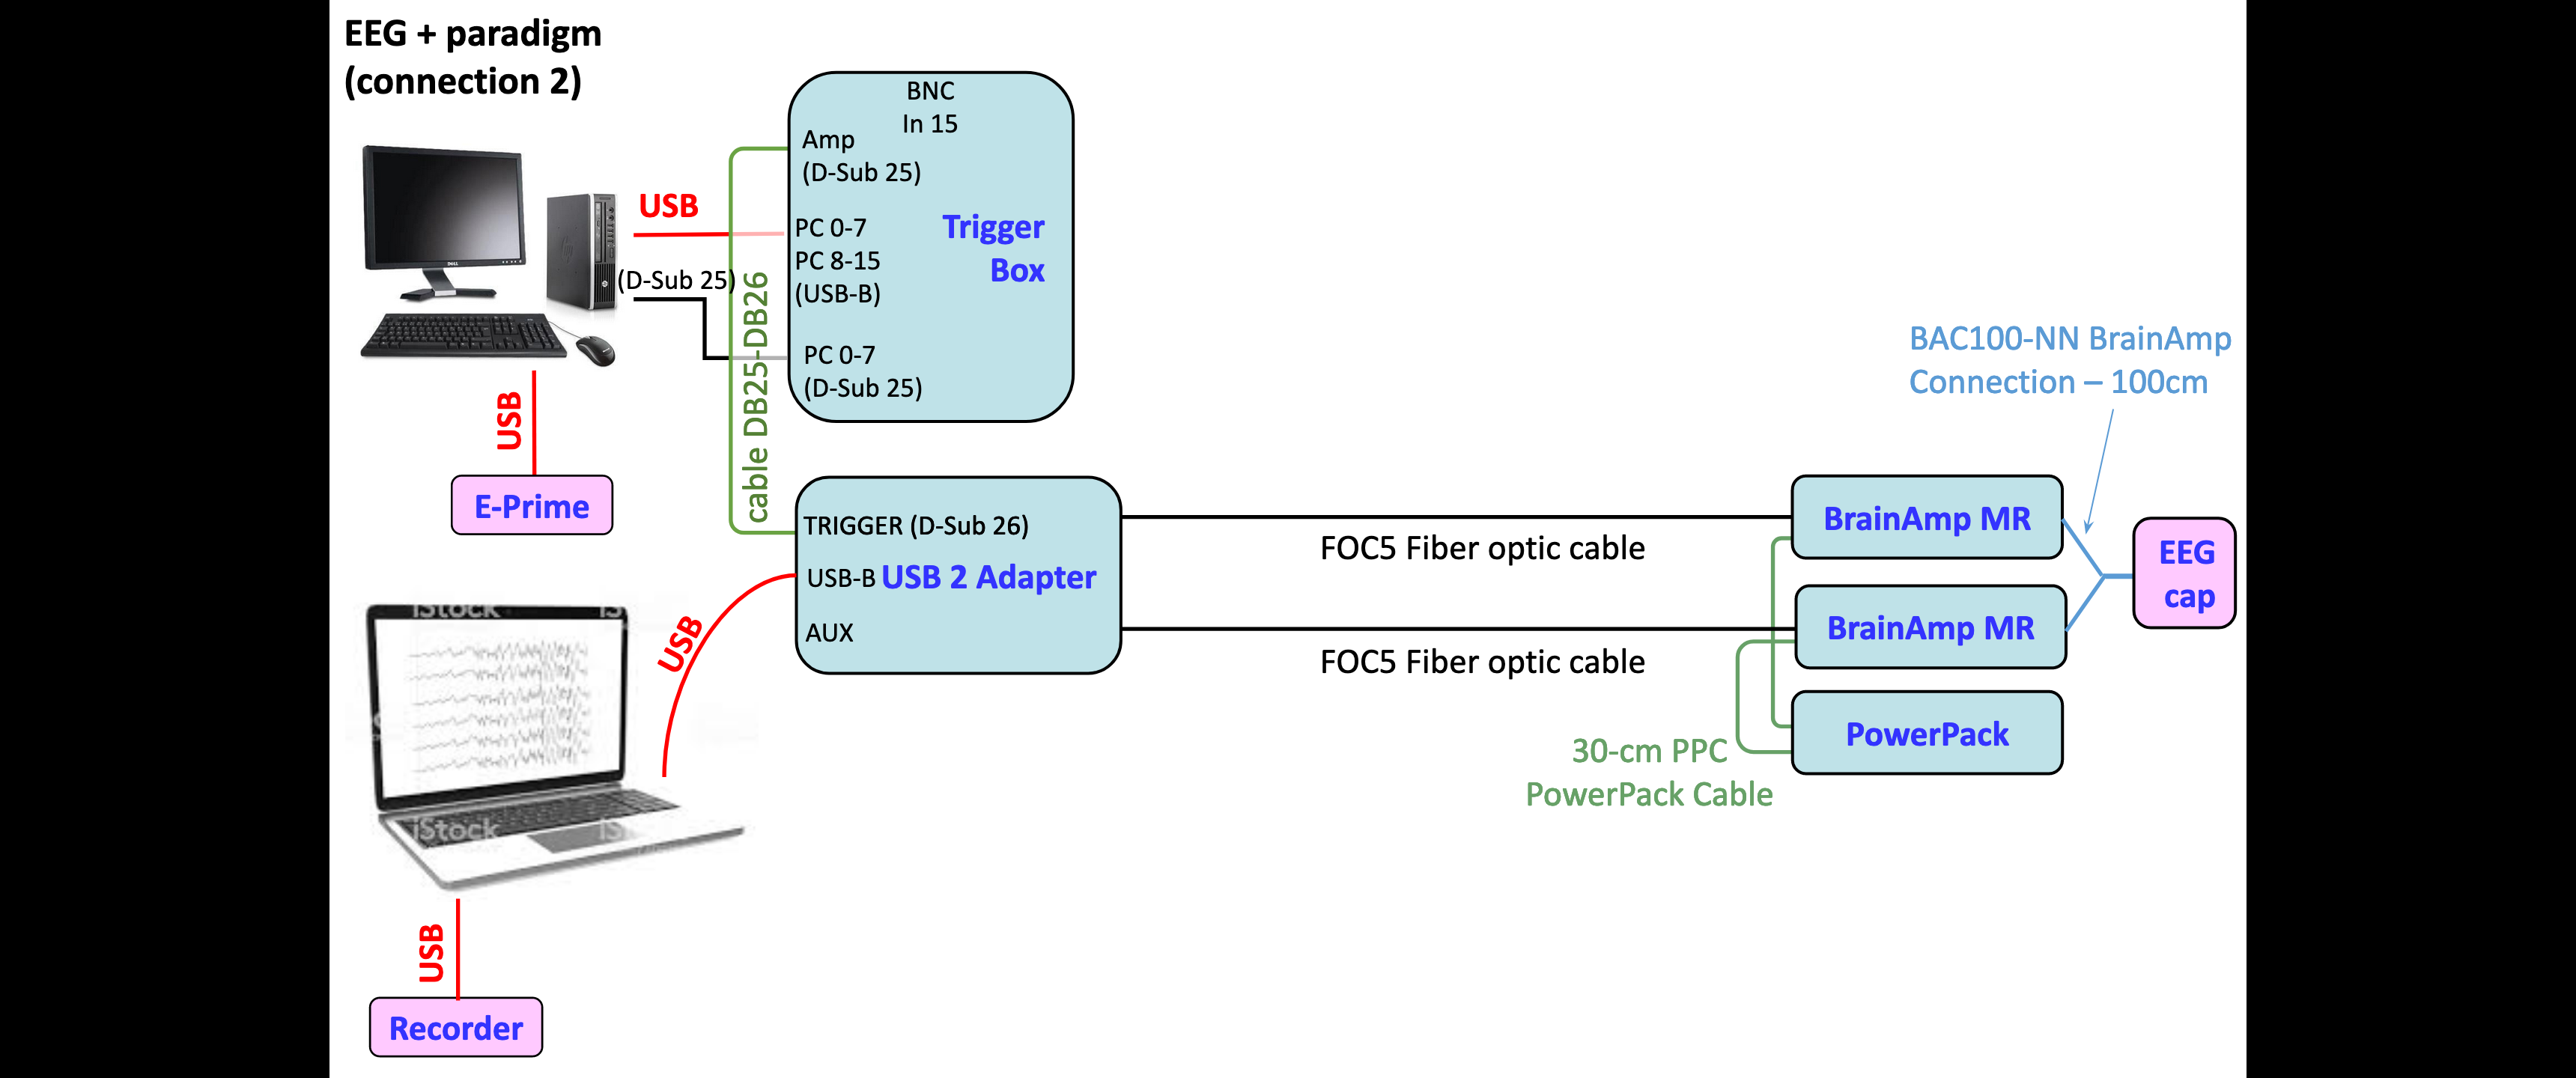 EEG + paradigm
(connection 2)
BNC
In 15
Amp
(D-Sub 25)
USB
PC 0-7
PC 8-15
(USB-B)
Trigger
Box
(D-Sub 25)
PC 0-7
(D-Sub 25)
cable DB25-DB26
USB
E-Prime
BAC100-NN BrainAmp
Connection – 100cm
TRIGGER (D-Sub 26)
USB-B USB 2 Adapter
AUX
USB
FOC5 Fiber optic cable
FOC5 Fiber optic cable
BrainAmp MR
BrainAmp MR
PowerPack
EEG
cap
30-cm PPC
PowerPack Cable
iStock
iStock
USB
Recorder
DELL